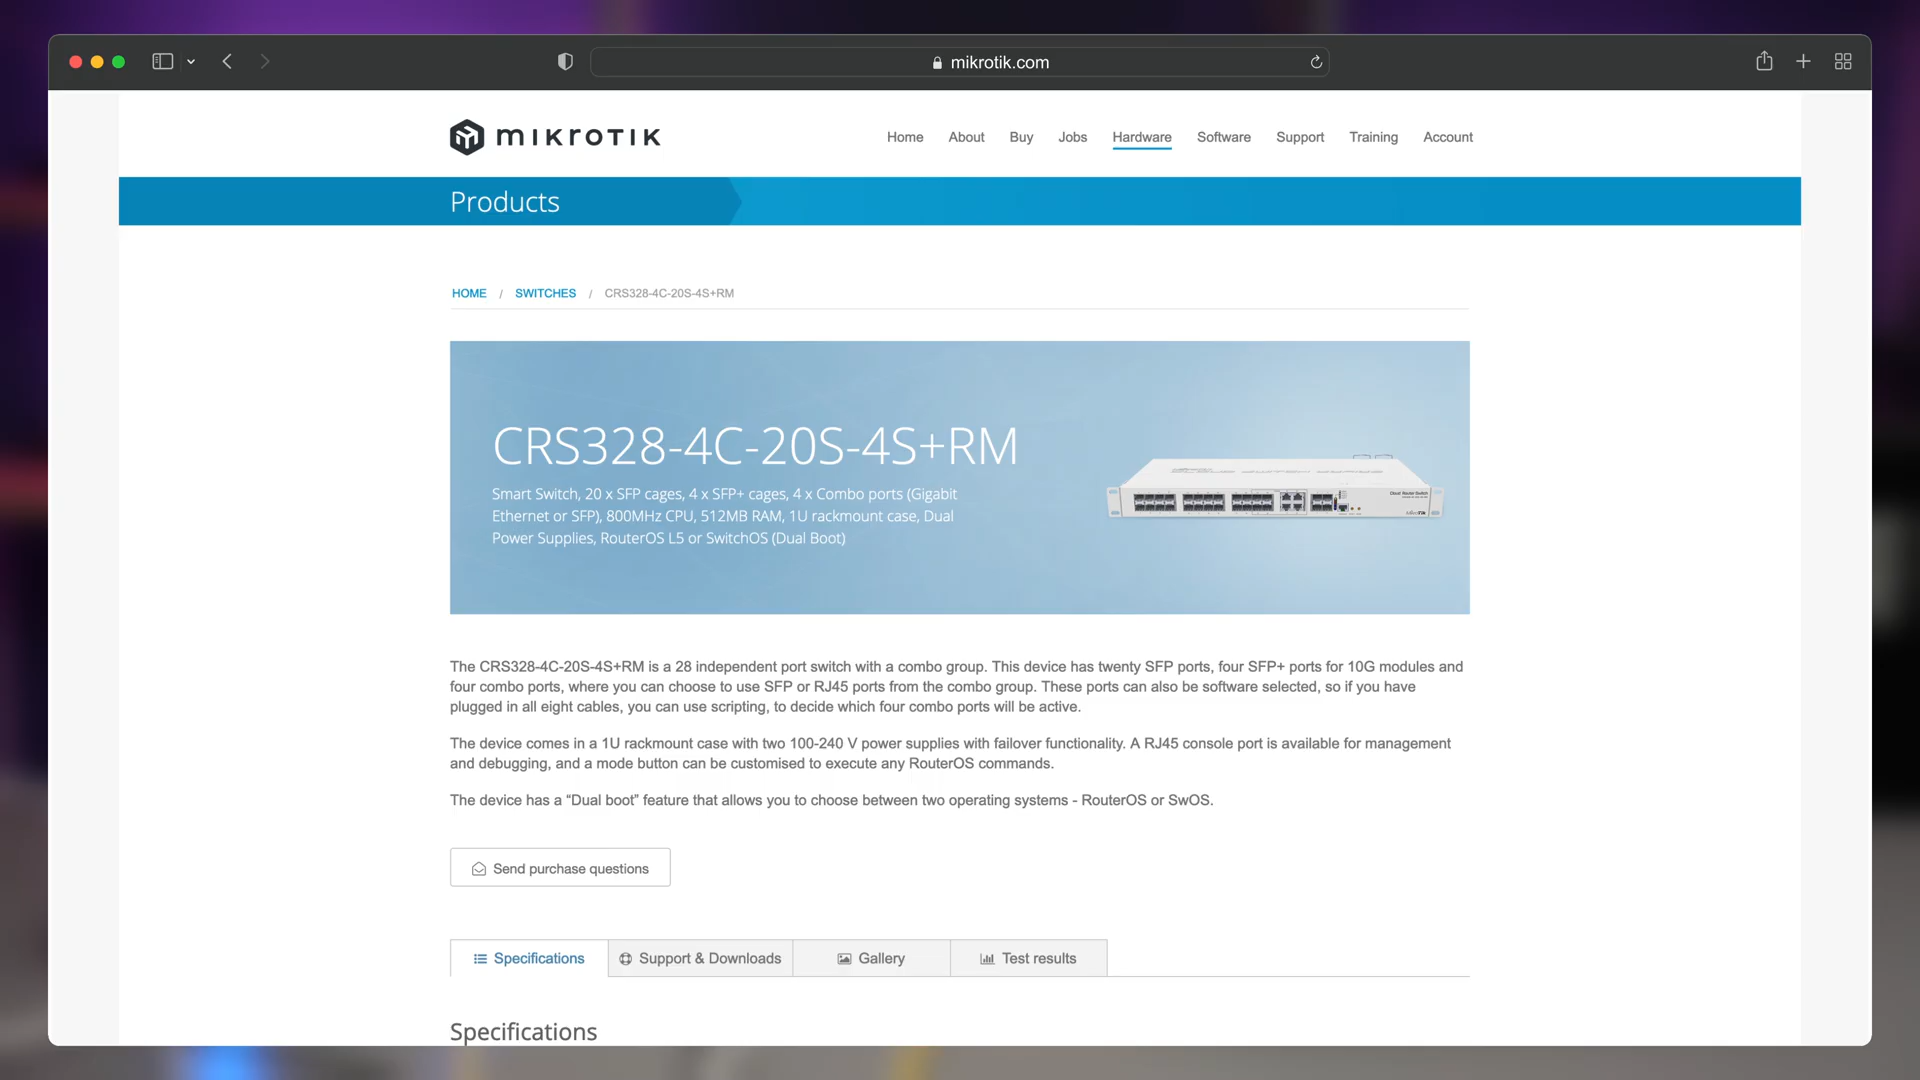 mikrotik.com
mikrotik
Home About Buy Jobs Hardware Software Support Training Account
Products
HOME / SWITCHES / CRS328-4C-20S-4S+RM
CRS328-4C-20S-4S+RM
Smart Switch, 20 x SFP cages, 4 x SFP+ cages, 4 x Combo ports (Gigabit
Ethernet or SFP), 800MHz CPU, 512MB RAM, 1U rackmount case, Dual
Power Supplies, RouterOS L5 or SwitchOS (Dual Boot)
Cloud Router Switch
The CRS328-4C-20S-4S+RM is a 28 independent port switch with a combo group. This device has twenty SFP ports, four SFP+ ports for 10G modules and
four combo ports, where you can choose to use SFP or RJ45 ports from the combo group. These ports can also be software selected, so if you have
plugged in all eight cables, you can use scripting, to decide which four combo ports will be active.
The device comes in a 1U rackmount case with two 100-240 V power supplies with failover functionality. A RJ45 console port is available for management
and debugging, and a mode button can be customised to execute any RouterOS commands.
The device has a “Dual boot” feature that allows you to choose between two operating systems - RouterOS or SwOS.
Send purchase questions
Specifications Support & Downloads Gallery Test results
Specifications